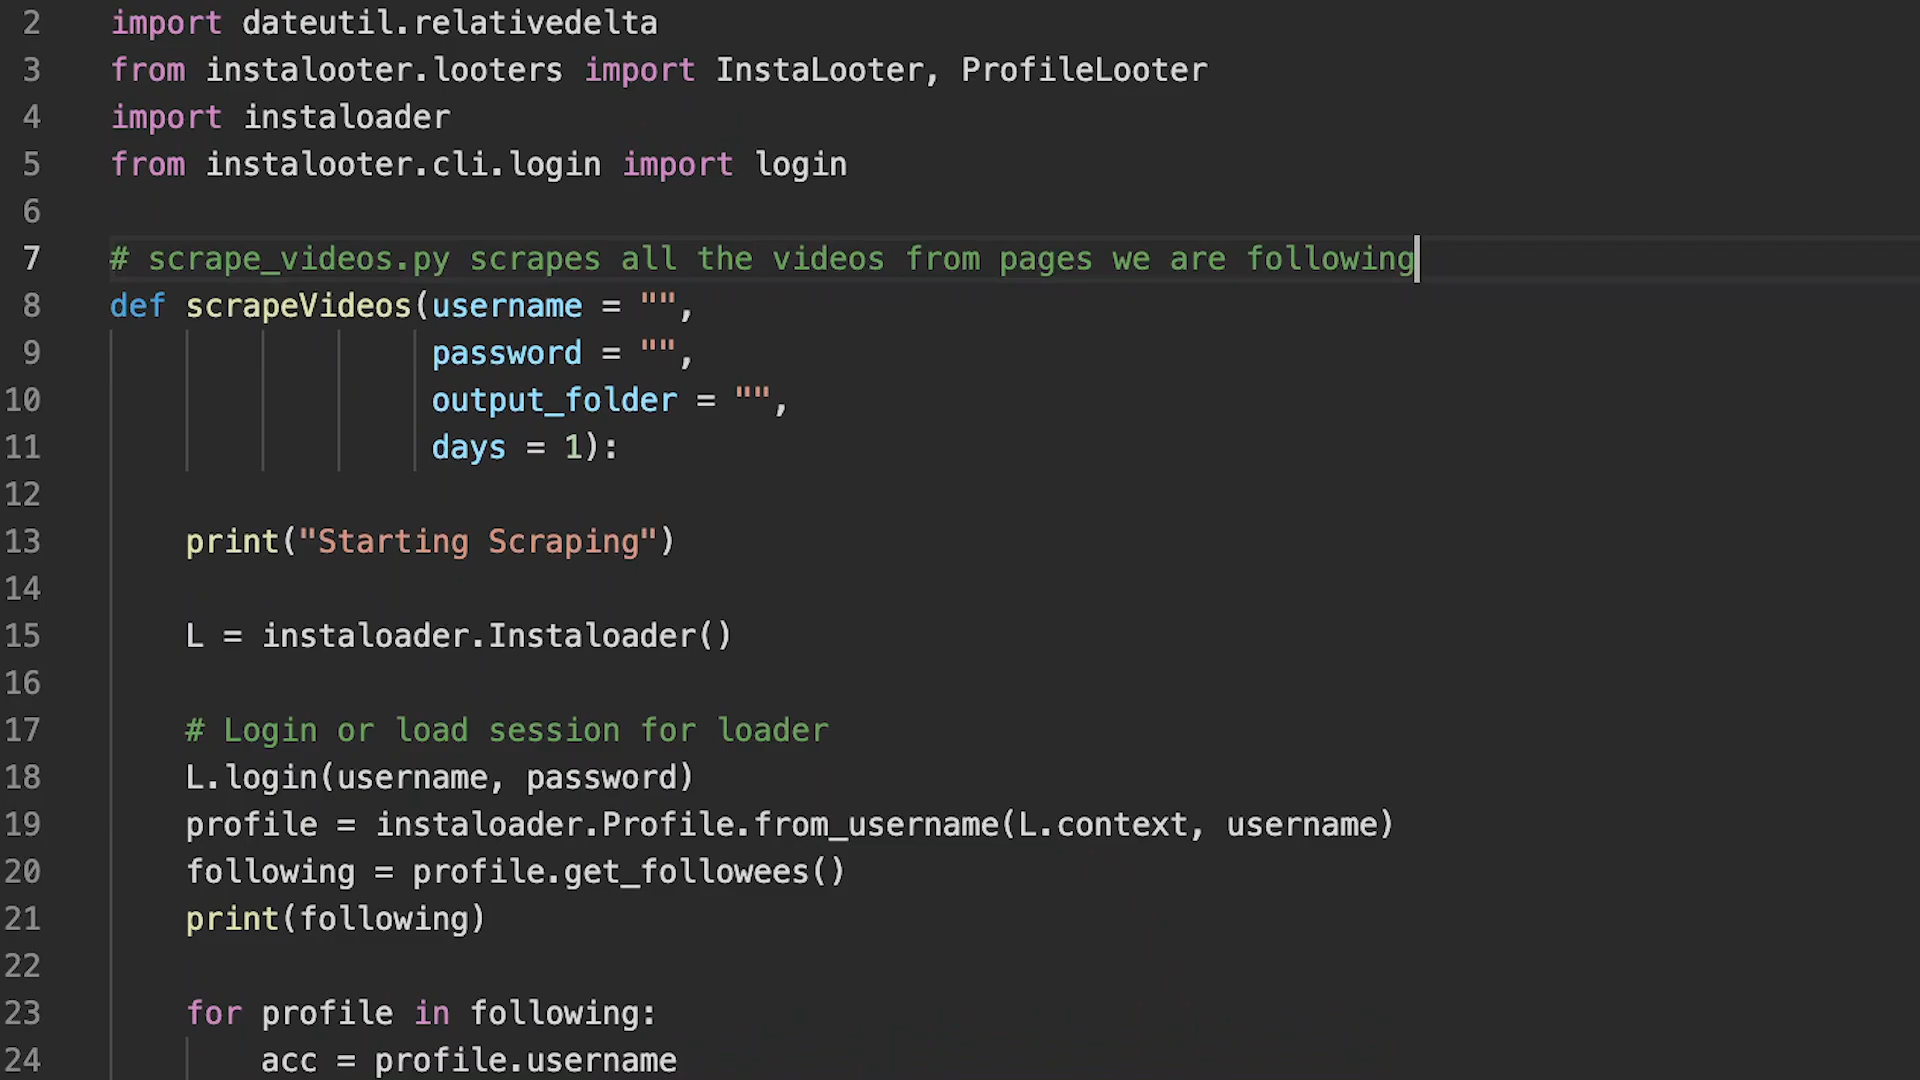 2 import dateutil.relativedelta
3 from instalooter.looters import InstaLooter, ProfileLooter
4 import instaloader
5 from instalooter.cli.login import login
6
7 # scrape_videos.py scrapes all the videos from pages we are following
8 def scrapeVideos(username = "",
9 password = "",
10 output_folder = "",
11 days = 1):
12
13 print("Starting Scraping")
14
15 L = instaloader.Instaloader()
16
17 # Login or load session for loader
18 L.login(username, password)
19 profile = instaloader.Profile.from_username(L.context, username)
20 following = profile.get_followees()
21 print(following)
22
23 for profile in following:
24 acc = profile.username